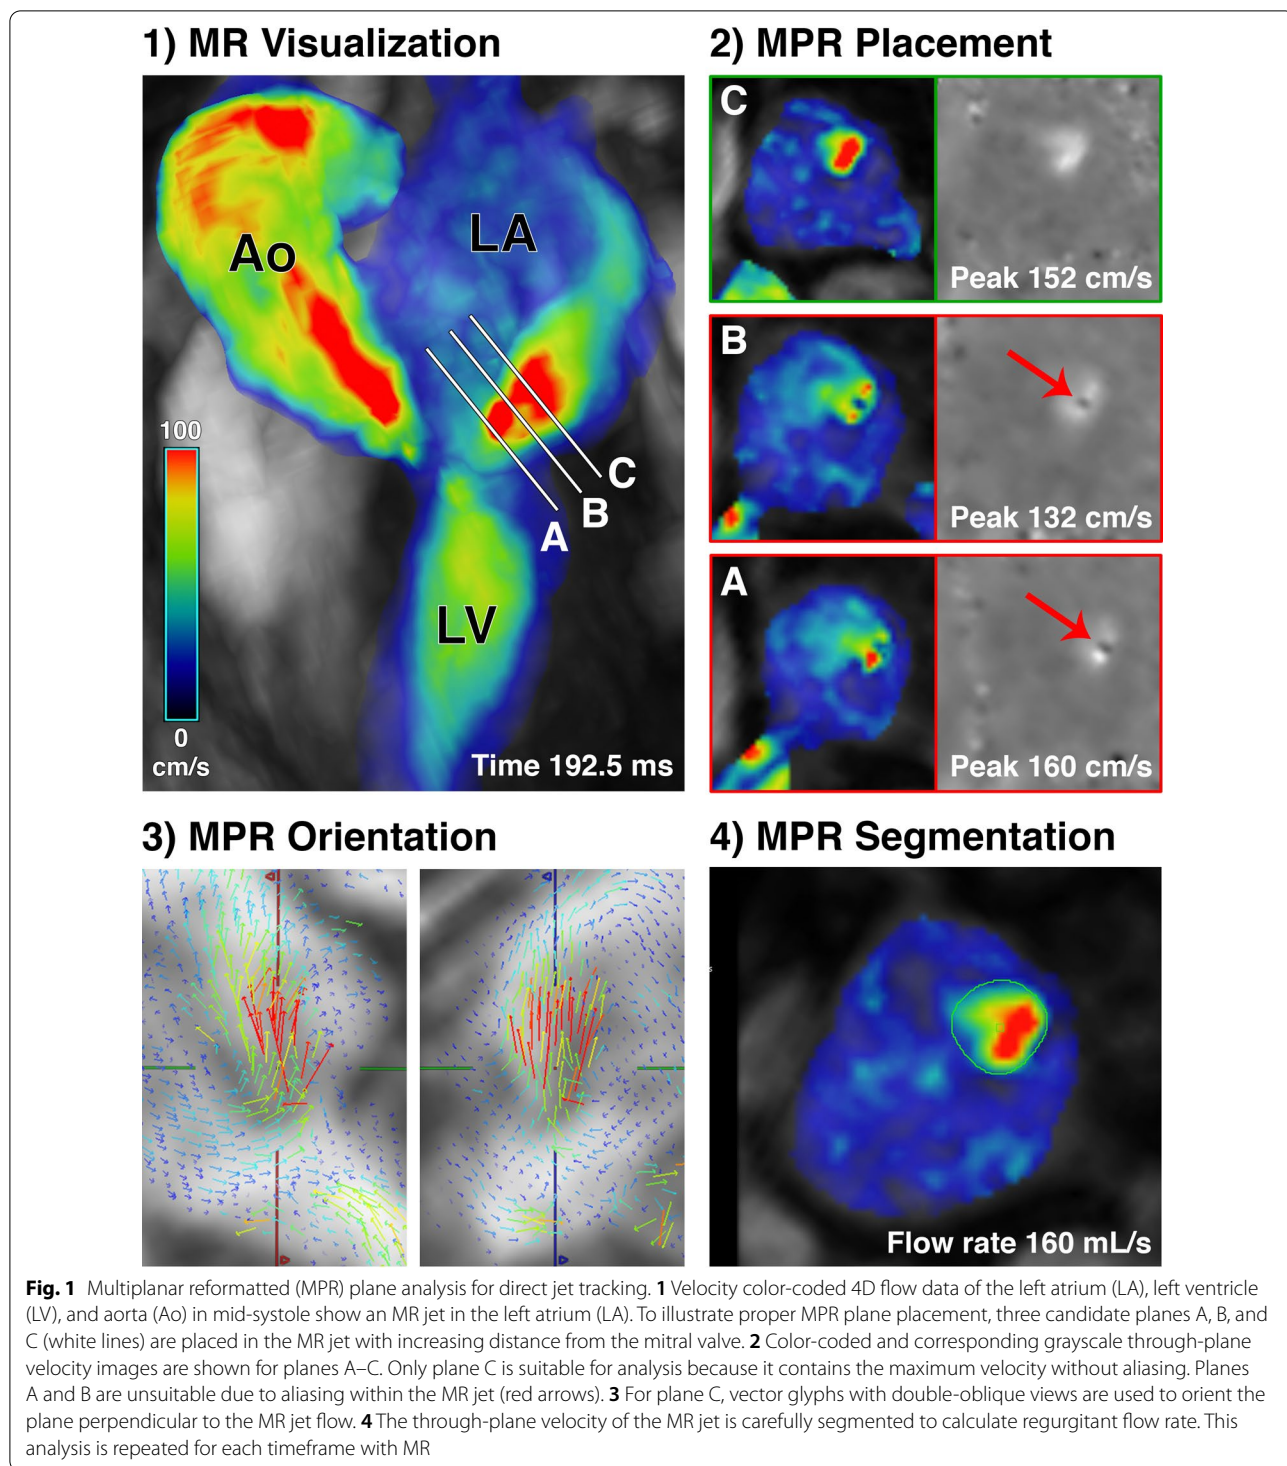 1) MR Visualization
Ao
LA
LV
A
B
C
100
0
cm/s
Time 192.5 ms
2) MPR Placement
C
Peak 152 cm/s
B
Peak 132 cm/s
A
Peak 160 cm/s
3) MPR Orientation
4) MPR Segmentation
s
Flow rate 160 mL/s
Fig. 1 Multiplanar reformatted (MPR) plane analysis for direct jet tracking. 1 Velocity color-coded 4D flow data of the left atrium (LA), left ventricle
(LV), and aorta (Ao) in mid-systole show an MR jet in the left atrium (LA). To illustrate proper MPR plane placement, three candidate planes A, B, and
C (white lines) are placed in the MR jet with increasing distance from the mitral valve. 2 Color-coded and corresponding grayscale through-plane
velocity images are shown for planes A–C. Only plane C is suitable for analysis because it contains the maximum velocity without aliasing. Planes
A and B are unsuitable due to aliasing within the MR jet (red arrows). 3 For plane C, vector glyphs with double-oblique views are used to orient the
plane perpendicular to the MR jet flow. 4 The through-plane velocity of the MR jet is carefully segmented to calculate regurgitant flow rate. This
analysis is repeated for each timeframe with MR